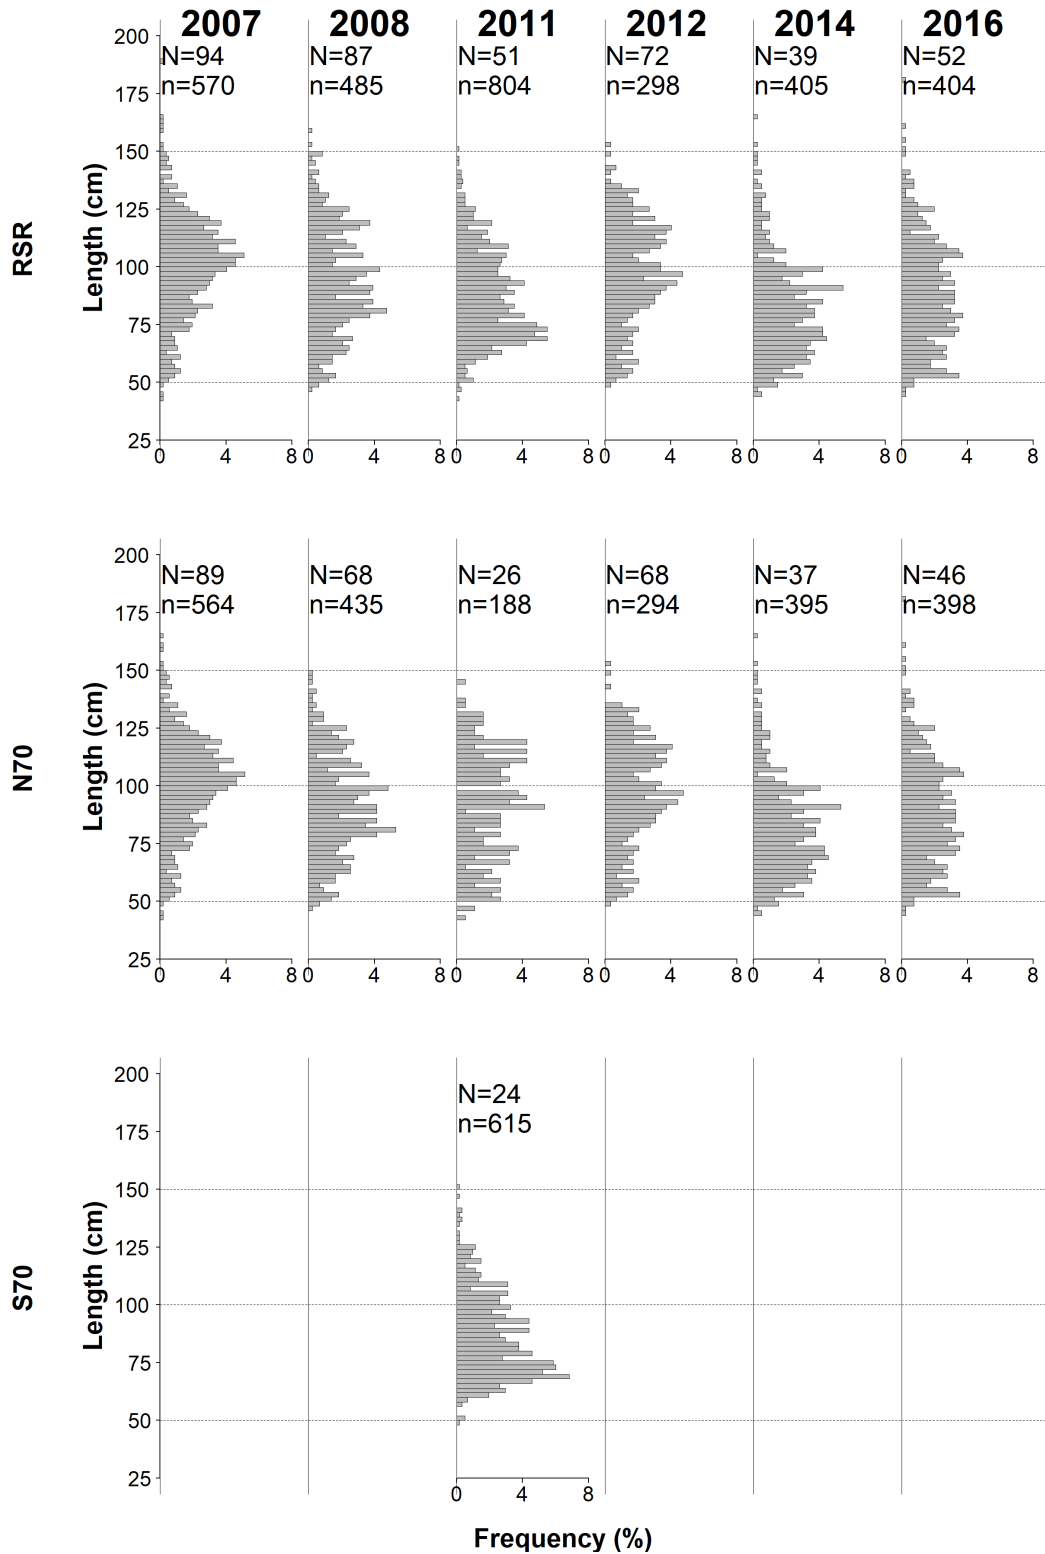 2007 2008 2011 2012 2014 2016
200
N=94 N=87 N=51 N=72 N=39 N=52
n=570 n=485 n=804 n=298 n=405 n=404
175
150
125
100
75
50
25
RSR
Length (cm)
0 4 8 0 4 8 0 4 8 0 4 8 0 4 8 0 4 8
200
N=89 N=68 N=26 N=68 N=37 N=46
n=564 n=435 n=188 n=294 n=395 n=398
175
150
125
100
75
50
25
N70
Length (cm)
0 4 8 0 4 8 0 4 8 0 4 8 0 4 8 0 4 8
200
N=24
n=615
175
150
125
100
75
50
25
S70
Length (cm)
0 4 8
Frequency (%)